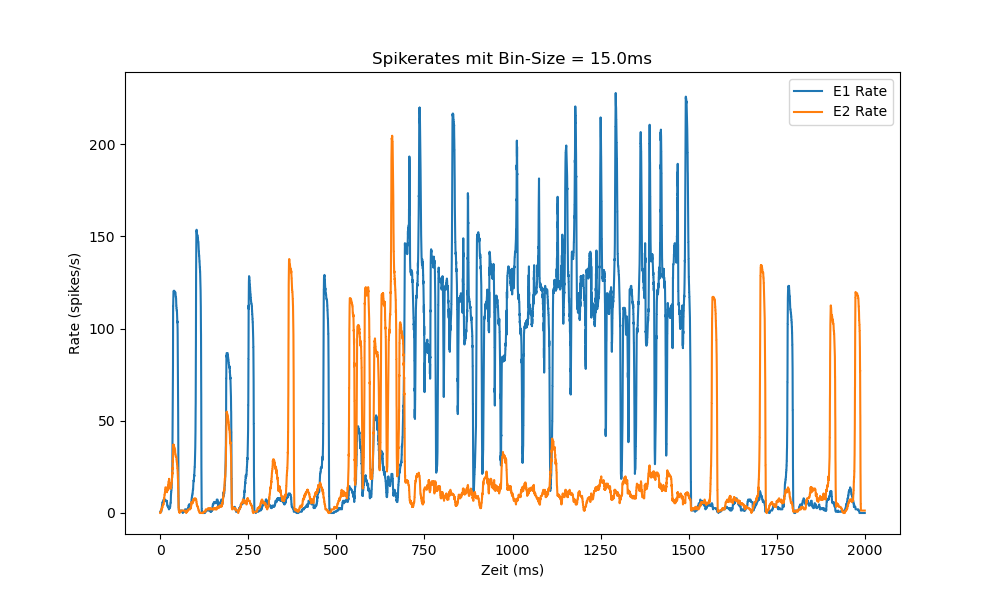 Spikerates mit Bin-Size = 15.0ms
E1 Rate
E2 Rate
Rate (spikes/s)
200
150
100
50
0
0 250 500 750 1000 1250 1500 1750 2000
Zeit (ms)